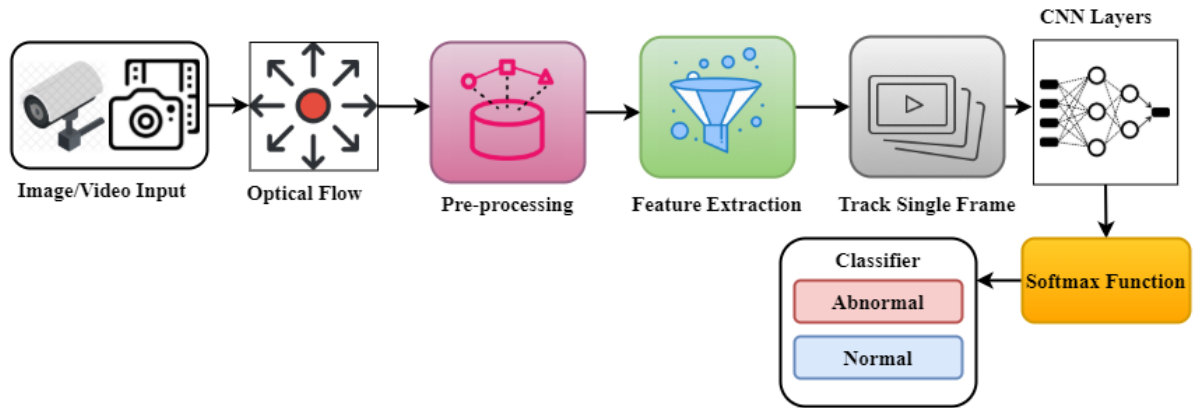 CNN Layers
Image/Video Input
Optical Flow
Pre-processing
Feature Extraction
Track Single Frame
Classifier
Abnormal
Normal
Softmax Function